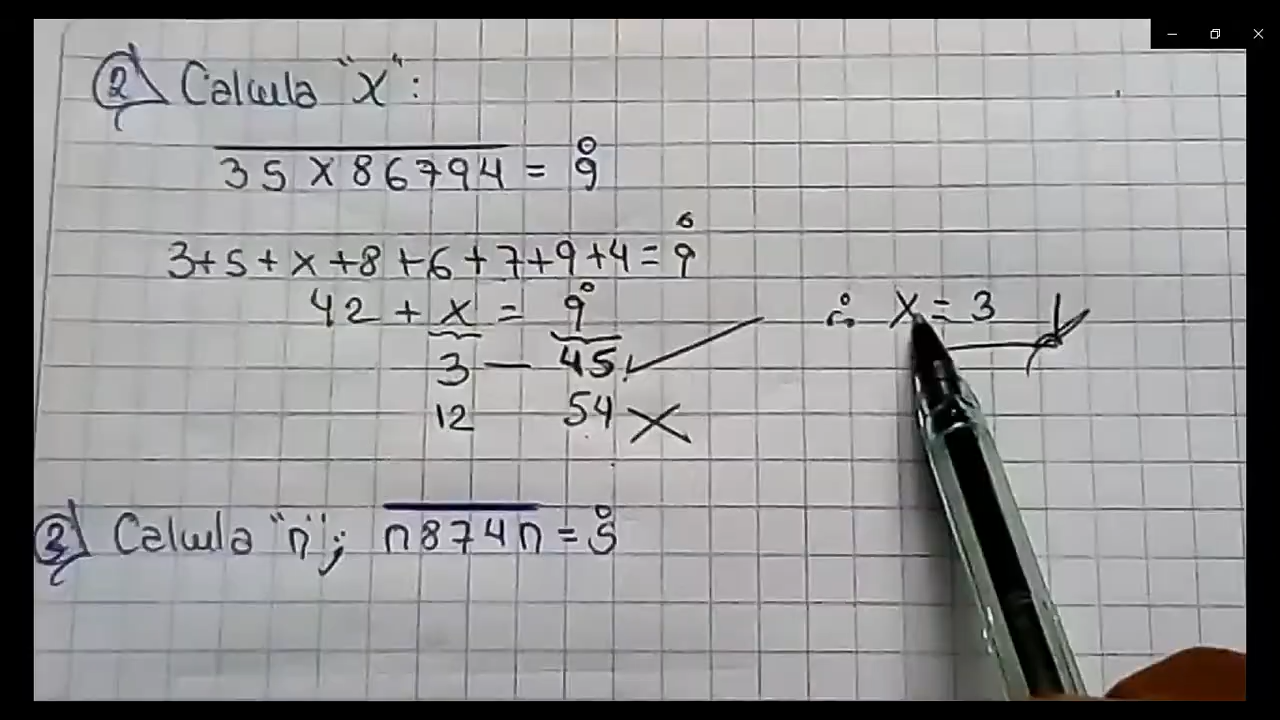 2) Calcula "x":
35x86794 = 9°
3+5+x+8+6+7+9+4=9°
42 + x = 9°
3 — 45 ✓
12 54 X
∴ x = 3
3) Calcula "n"; n874n = 5°